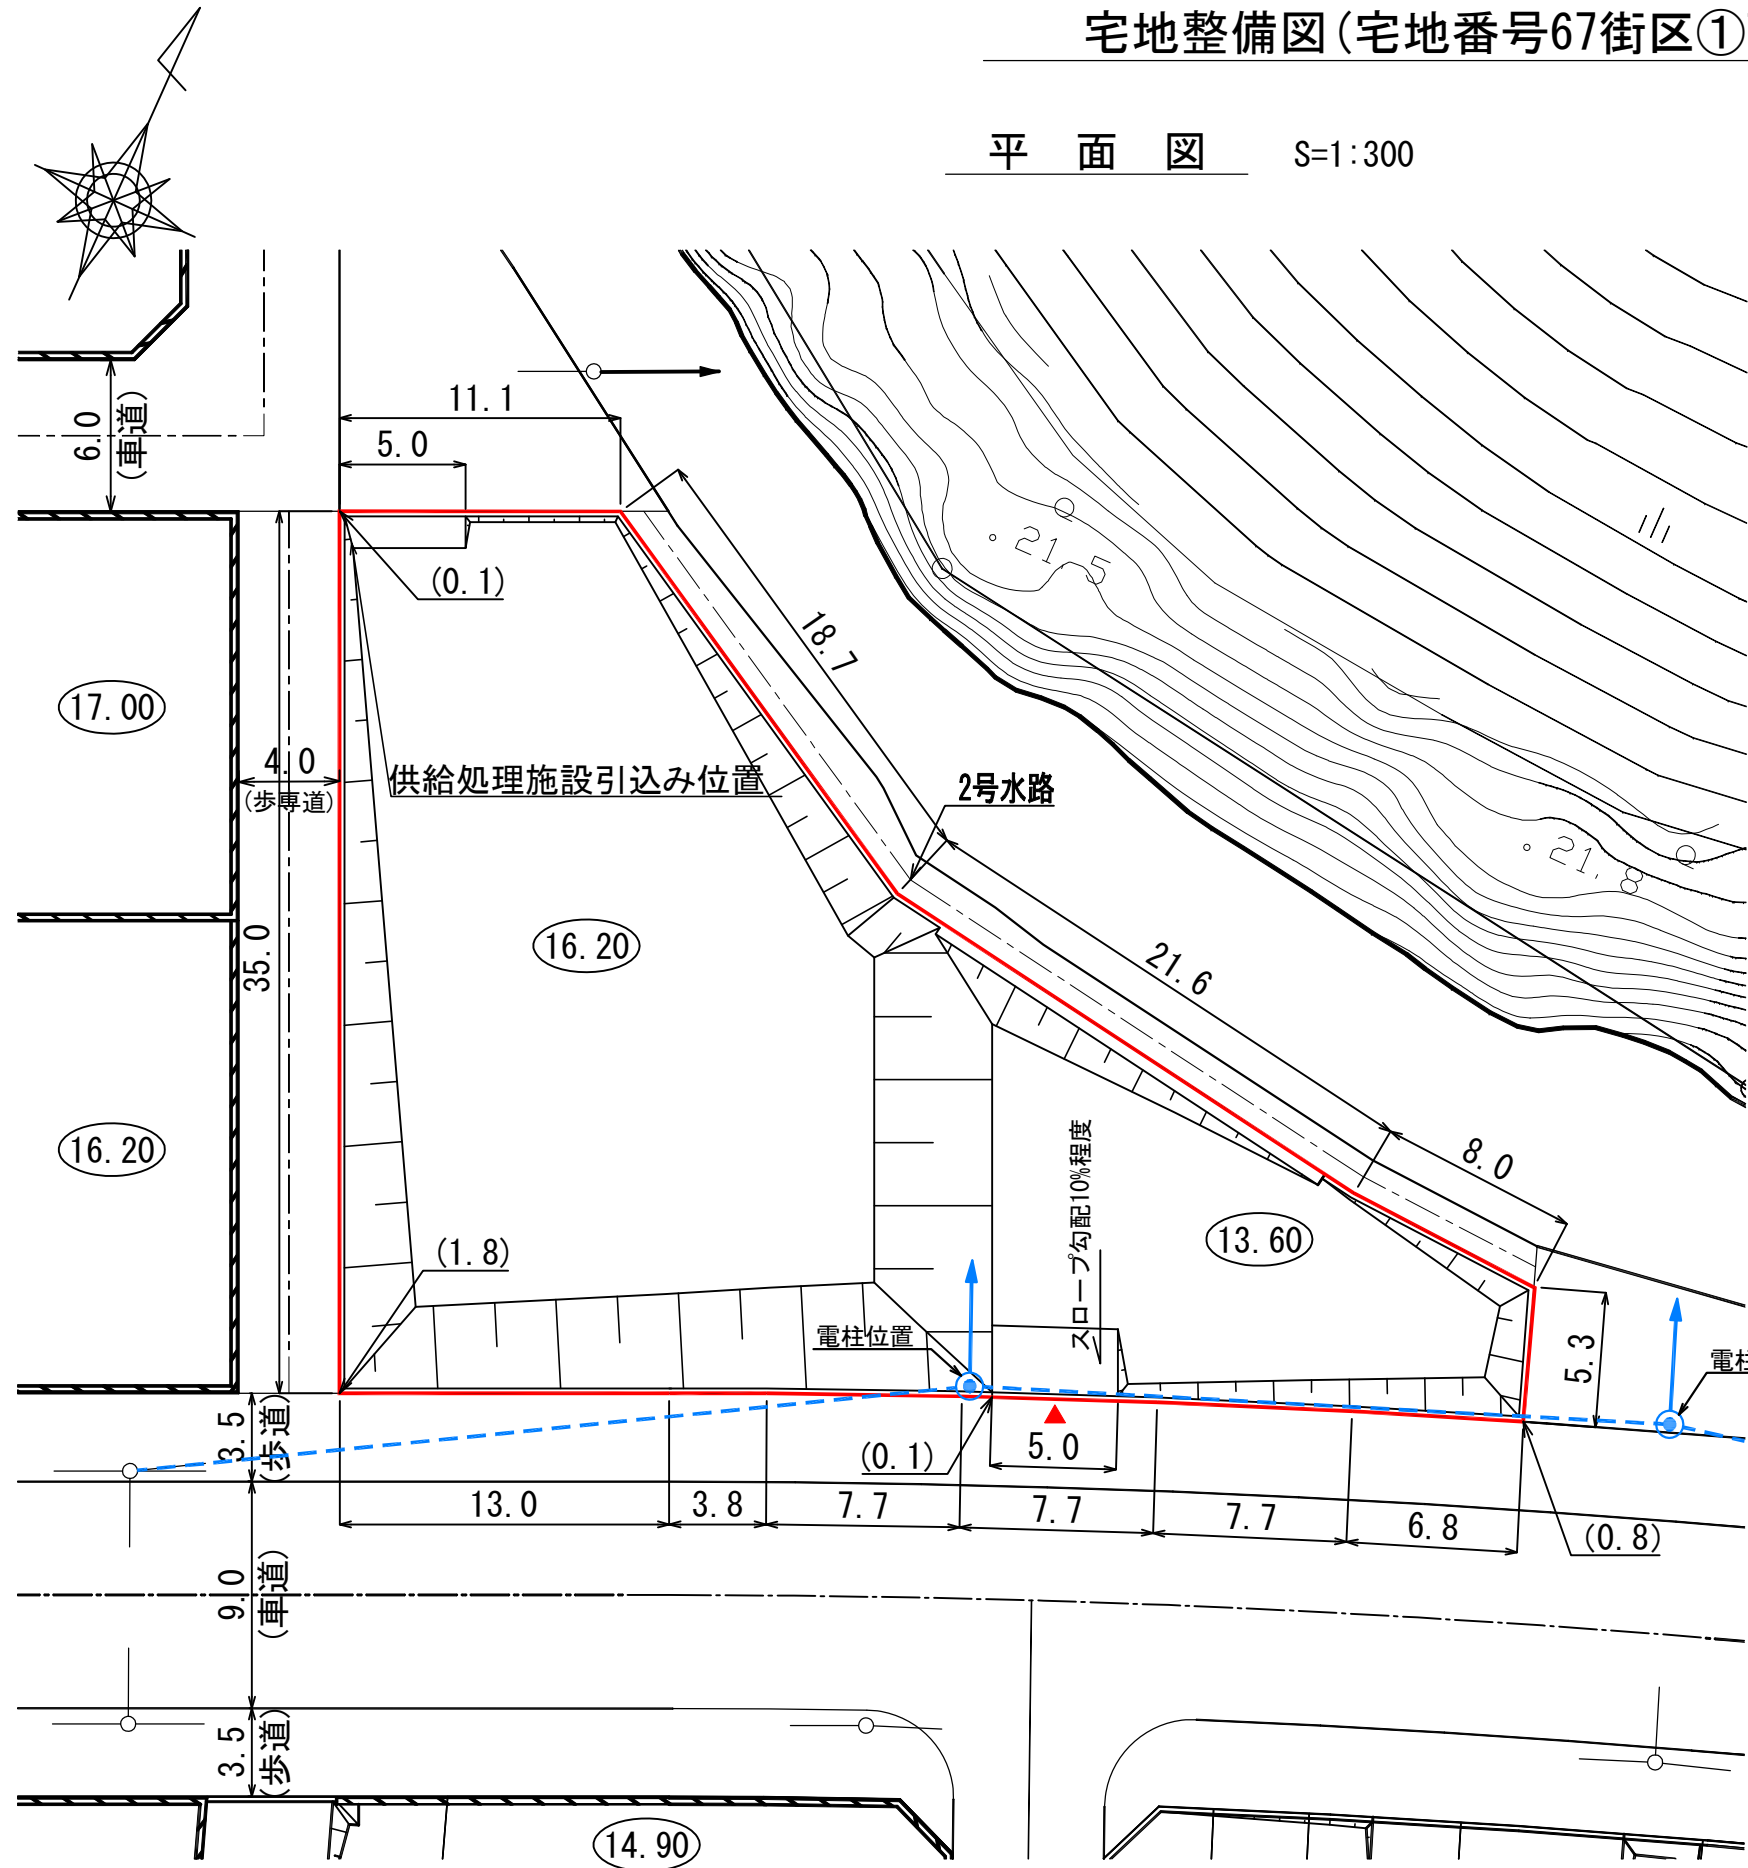 宅地整備図(宅地番号67街区①
平 面 図 S=1:300
11.1
5.0
6.0
(車道)
(0.1)
18.7
21.5
17.00
4.0
(歩専道)
供給処理施設引込み位置
2号水路
21.8
35.0
16.20
21.6
16.20
スロープ勾配10%程度
8.0
13.60
(1.8)
電柱位置
5.3
電柱
3.5
(歩道)
(0.1)
5.0
13.0
3.8
7.7
7.7
7.7
6.8
(0.8)
9.0
(車道)
3.5
(歩道)
14.90